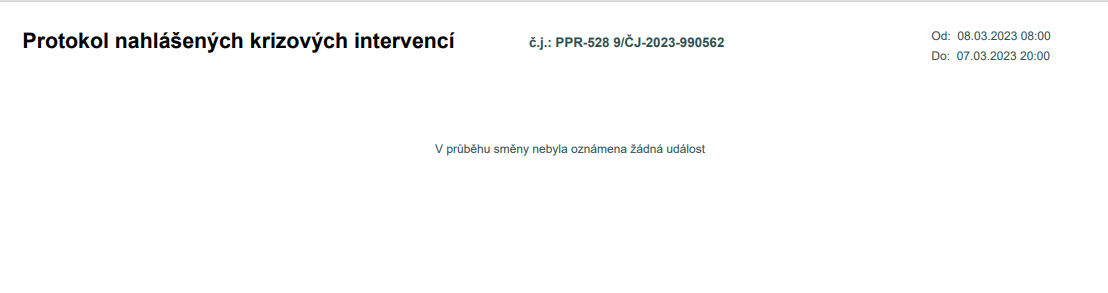 Protokol nahlášených krizových intervencí
č.j.: PPR-528 9/ČJ-2023-990562
Od: 08.03.2023 08:00
Do: 07.03.2023 20:00
V průběhu směny nebyla oznámena žádná událost